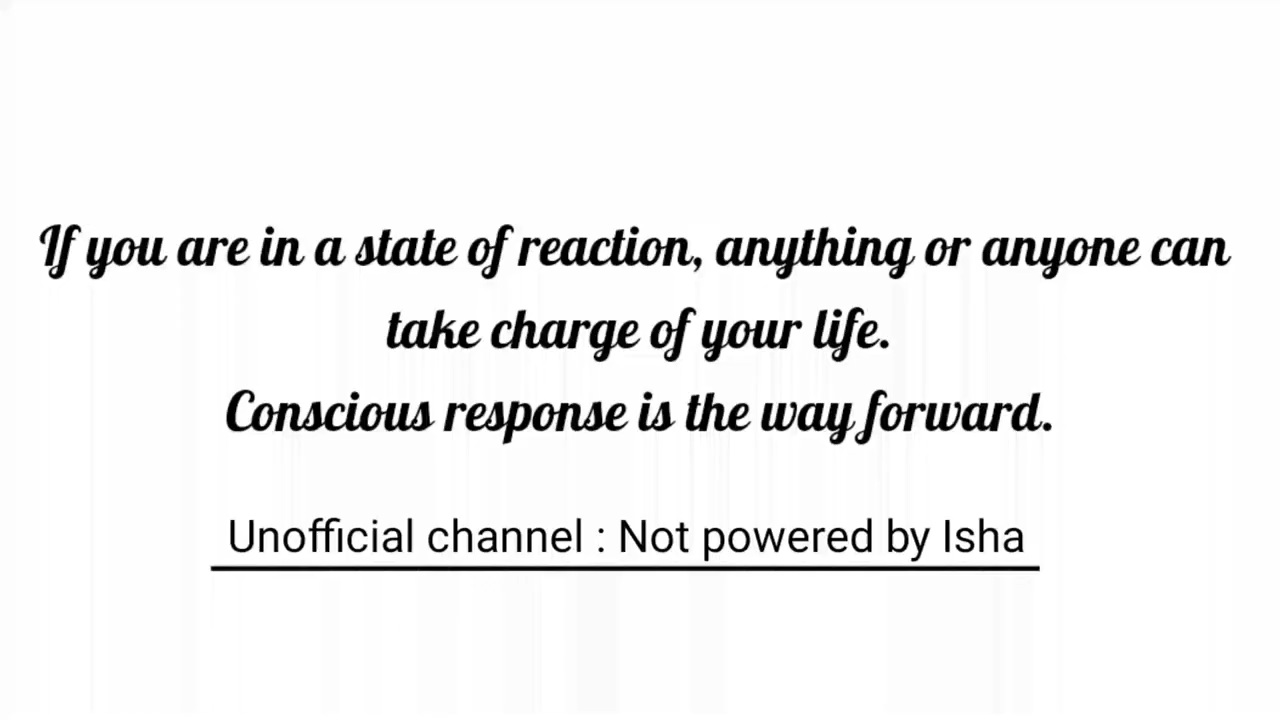 If you are in a state of reaction, anything or anyone can
take charge of your life.
Conscious response is the way forward.
Unofficial channel : Not powered by Isha